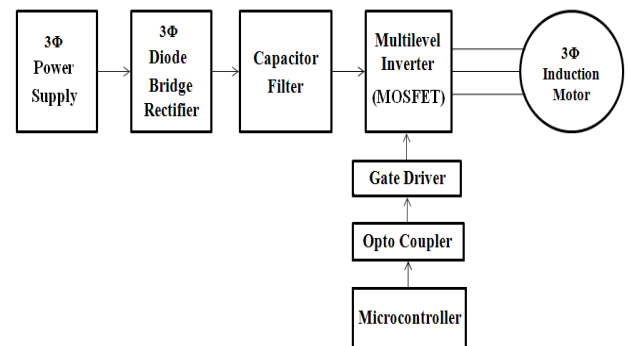 3Φ
Power
Supply
3Φ
Diode
Bridge
Rectifier
Capacitor
Filter
Multilevel
Inverter
(MOSFET)
3Φ
Induction
Motor
Gate Driver
Opto Coupler
Microcontroller